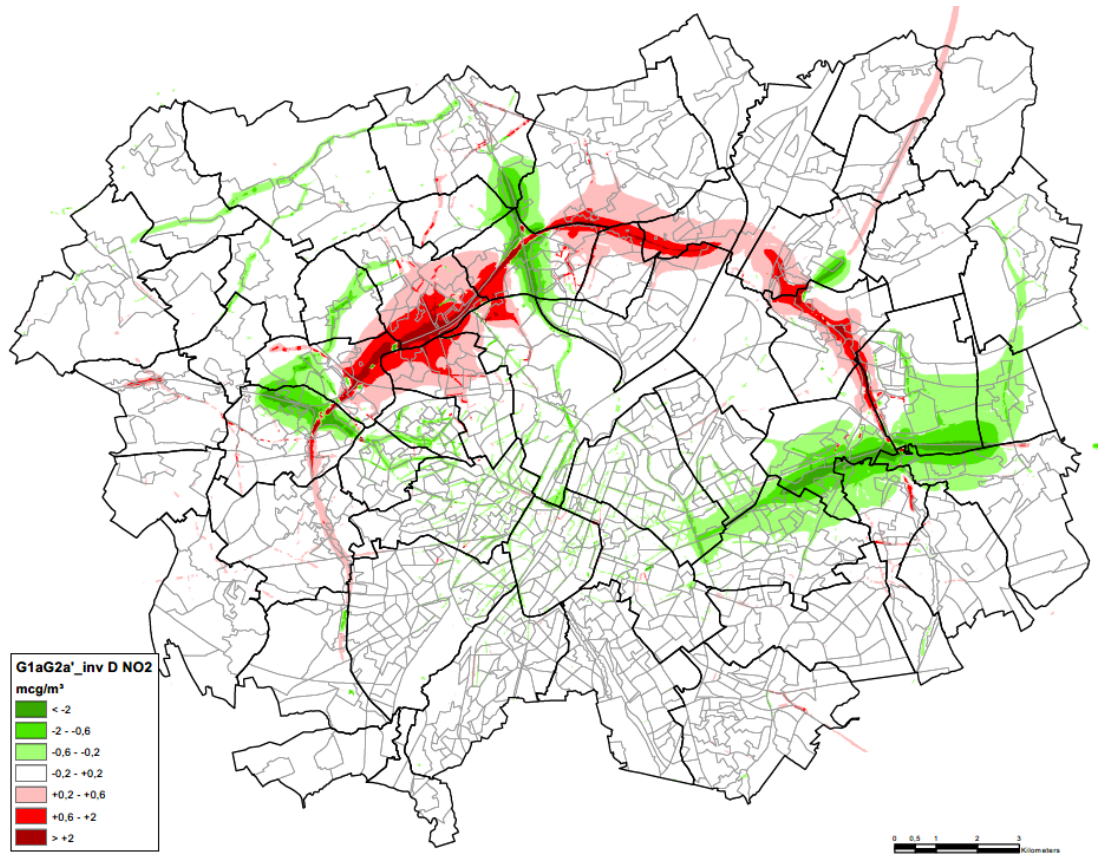 G1aG2a'_inv D NO2
mcg/m³
< -2
-2 - -0,6
-0,6 - -0,2
-0,2 - +0,2
+0,2 - +0,6
+0,6 - +2
> +2
0 0,5 1 2 3
Kilometers